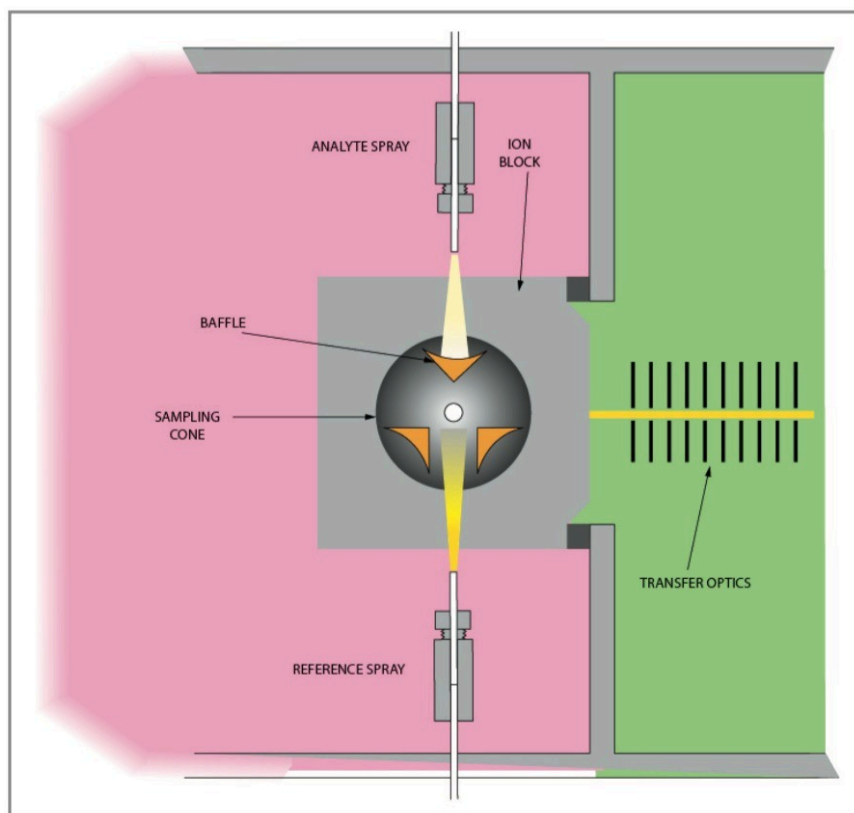 ANALYTE SPRAY
ION
BLOCK
BAFFLE
SAMPLING
CONE
TRANSFER OPTICS
REFERENCE SPRAY